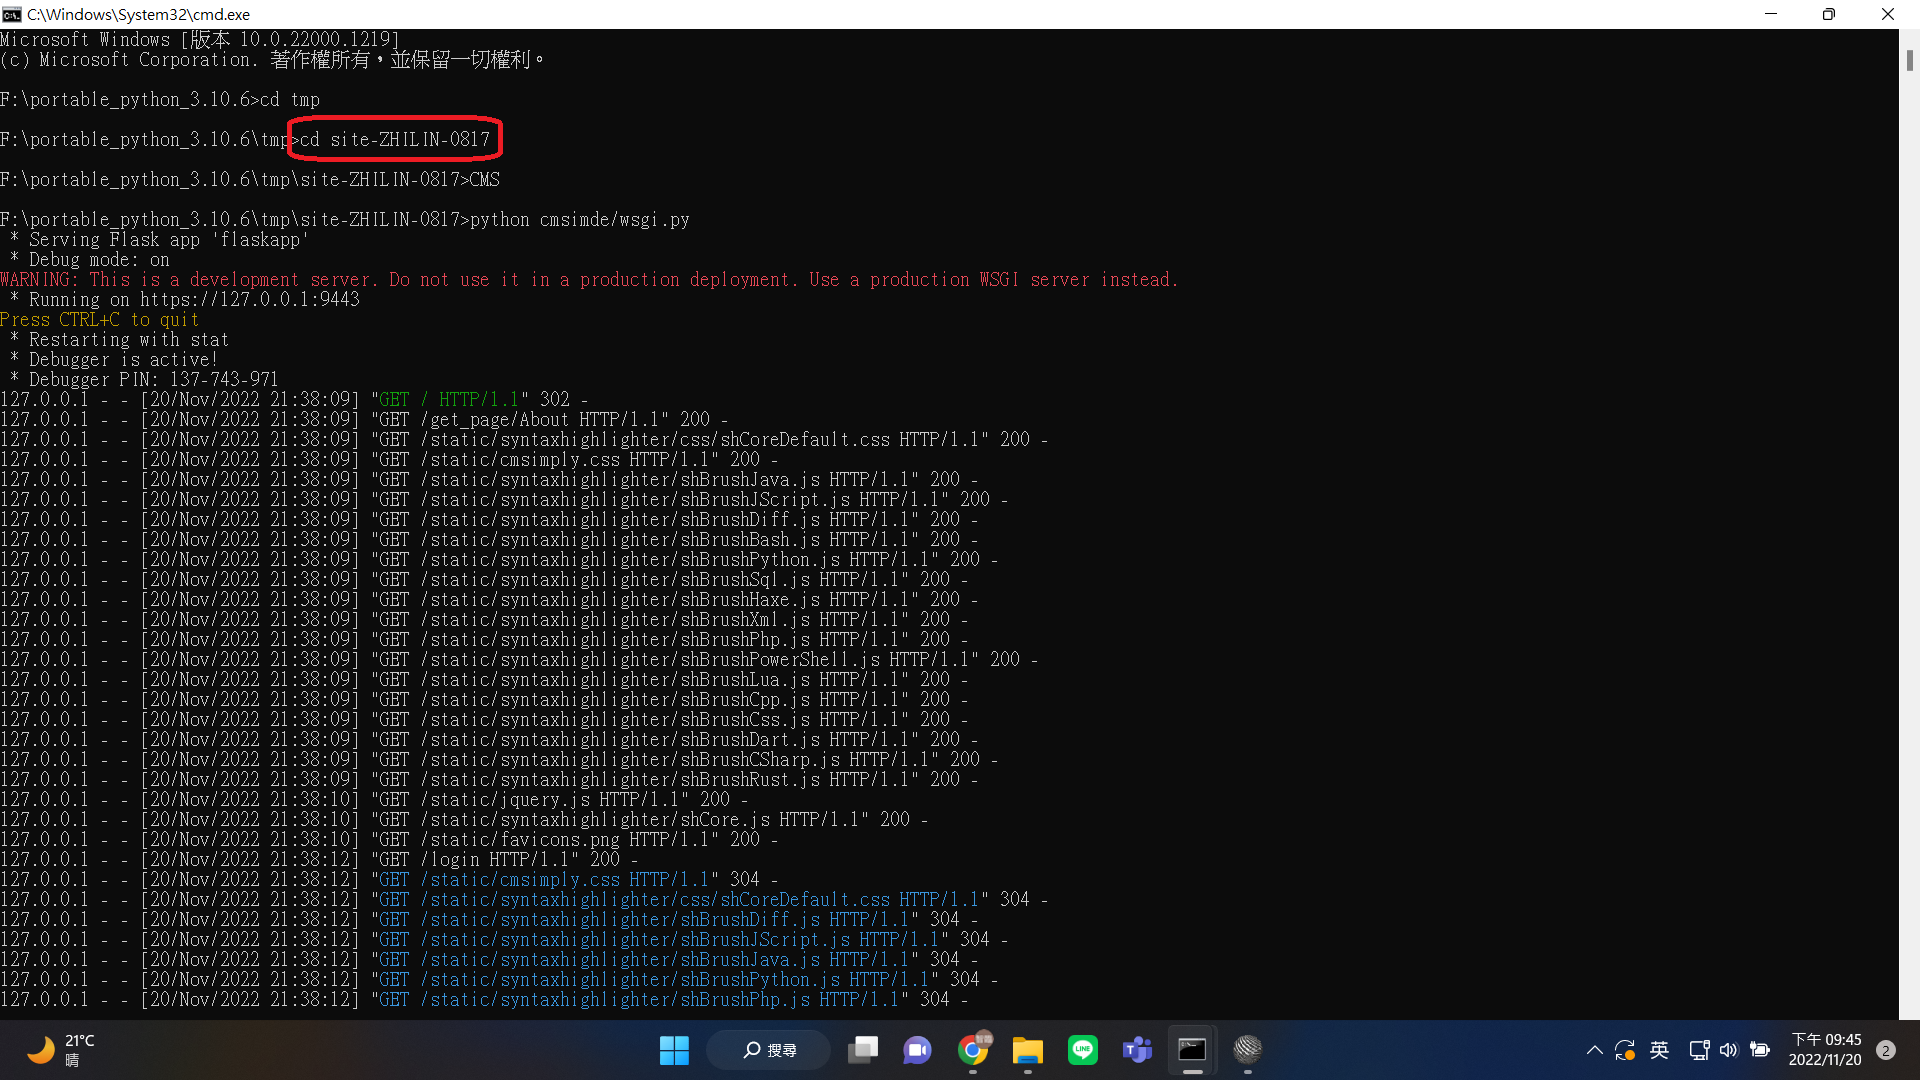 C:\Windows\System32\cmd.exe
Microsoft Windows [版本 10.0.22000.1219]
(c) Microsoft Corporation. 著作權所有，並保留一切權利。
F:\portable_python_3.10.6>cd tmp
F:\portable_python_3.10.6\tmp>cd site-ZHILIN-0817
F:\portable_python_3.10.6\tmp\site-ZHILIN-0817>CMS
F:\portable_python_3.10.6\tmp\site-ZHILIN-0817>python cmsimde/wsgi.py
 * Serving Flask app 'flaskapp'
 * Debug mode: on
WARNING: This is a development server. Do not use it in a production deployment. Use a production WSGI server instead.
 * Running on https://127.0.0.1:9443
Press CTRL+C to quit
 * Restarting with stat
 * Debugger is active!
 * Debugger PIN: 137-743-971
127.0.0.1 - - [20/Nov/2022 21:38:09] "GET / HTTP/1.1" 302 -
127.0.0.1 - - [20/Nov/2022 21:38:09] "GET /get_page/About HTTP/1.1" 200 -
127.0.0.1 - - [20/Nov/2022 21:38:09] "GET /static/syntaxhighlighter/css/shCoreDefault.css HTTP/1.1" 200 -
127.0.0.1 - - [20/Nov/2022 21:38:09] "GET /static/cmsimply.css HTTP/1.1" 200 -
127.0.0.1 - - [20/Nov/2022 21:38:09] "GET /static/syntaxhighlighter/shBrushJava.js HTTP/1.1" 200 -
127.0.0.1 - - [20/Nov/2022 21:38:09] "GET /static/syntaxhighlighter/shBrushJScript.js HTTP/1.1" 200 -
127.0.0.1 - - [20/Nov/2022 21:38:09] "GET /static/syntaxhighlighter/shBrushDiff.js HTTP/1.1" 200 -
127.0.0.1 - - [20/Nov/2022 21:38:09] "GET /static/syntaxhighlighter/shBrushBash.js HTTP/1.1" 200 -
127.0.0.1 - - [20/Nov/2022 21:38:09] "GET /static/syntaxhighlighter/shBrushPython.js HTTP/1.1" 200 -
127.0.0.1 - - [20/Nov/2022 21:38:09] "GET /static/syntaxhighlighter/shBrushSql.js HTTP/1.1" 200 -
127.0.0.1 - - [20/Nov/2022 21:38:09] "GET /static/syntaxhighlighter/shBrushHaxe.js HTTP/1.1" 200 -
127.0.0.1 - - [20/Nov/2022 21:38:09] "GET /static/syntaxhighlighter/shBrushXml.js HTTP/1.1" 200 -
127.0.0.1 - - [20/Nov/2022 21:38:09] "GET /static/syntaxhighlighter/shBrushPhp.js HTTP/1.1" 200 -
127.0.0.1 - - [20/Nov/2022 21:38:09] "GET /static/syntaxhighlighter/shBrushPowerShell.js HTTP/1.1" 200 -
127.0.0.1 - - [20/Nov/2022 21:38:09] "GET /static/syntaxhighlighter/shBrushLua.js HTTP/1.1" 200 -
127.0.0.1 - - [20/Nov/2022 21:38:09] "GET /static/syntaxhighlighter/shBrushCpp.js HTTP/1.1" 200 -
127.0.0.1 - - [20/Nov/2022 21:38:09] "GET /static/syntaxhighlighter/shBrushCss.js HTTP/1.1" 200 -
127.0.0.1 - - [20/Nov/2022 21:38:09] "GET /static/syntaxhighlighter/shBrushDart.js HTTP/1.1" 200 -
127.0.0.1 - - [20/Nov/2022 21:38:09] "GET /static/syntaxhighlighter/shBrushCSharp.js HTTP/1.1" 200 -
127.0.0.1 - - [20/Nov/2022 21:38:09] "GET /static/syntaxhighlighter/shBrushRust.js HTTP/1.1" 200 -
127.0.0.1 - - [20/Nov/2022 21:38:10] "GET /static/jquery.js HTTP/1.1" 200 -
127.0.0.1 - - [20/Nov/2022 21:38:10] "GET /static/syntaxhighlighter/shCore.js HTTP/1.1" 200 -
127.0.0.1 - - [20/Nov/2022 21:38:10] "GET /static/favicons.png HTTP/1.1" 200 -
127.0.0.1 - - [20/Nov/2022 21:38:12] "GET /login HTTP/1.1" 200 -
127.0.0.1 - - [20/Nov/2022 21:38:12] "GET /static/cmsimply.css HTTP/1.1" 304 -
127.0.0.1 - - [20/Nov/2022 21:38:12] "GET /static/syntaxhighlighter/css/shCoreDefault.css HTTP/1.1" 304 -
127.0.0.1 - - [20/Nov/2022 21:38:12] "GET /static/syntaxhighlighter/shBrushDiff.js HTTP/1.1" 304 -
127.0.0.1 - - [20/Nov/2022 21:38:12] "GET /static/syntaxhighlighter/shBrushJScript.js HTTP/1.1" 304 -
127.0.0.1 - - [20/Nov/2022 21:38:12] "GET /static/syntaxhighlighter/shBrushJava.js HTTP/1.1" 304 -
127.0.0.1 - - [20/Nov/2022 21:38:12] "GET /static/syntaxhighlighter/shBrushPython.js HTTP/1.1" 304 -
127.0.0.1 - - [20/Nov/2022 21:38:12] "GET /static/syntaxhighlighter/shBrushPhp.js HTTP/1.1" 304 -
21°C
晴
搜尋
LINE
英
下午 09:45
2022/11/20
2